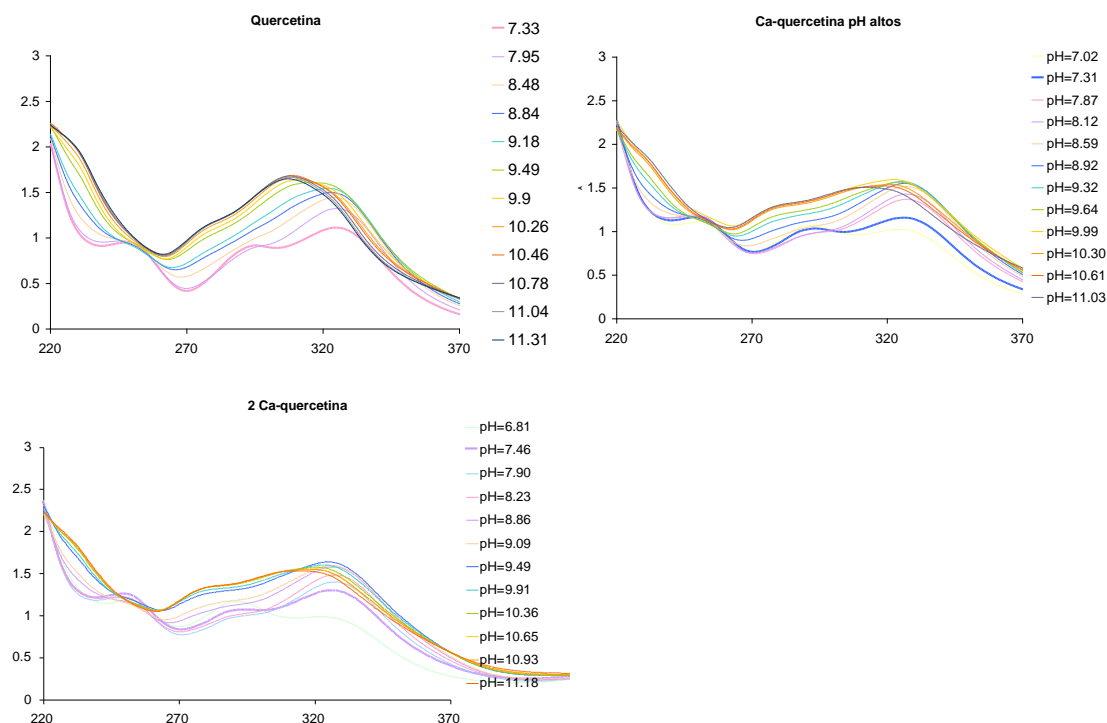 Quercetina
3
2.5
2
1.5
1
0.5
0
220
270
320
370
7.33
7.95
8.48
8.84
9.18
9.49
9.9
10.26
10.46
10.78
11.04
11.31
Ca-quercetina pH altos
3
2.5
2
1.5
1
0.5
0
A
220
270
320
370
pH=7.02
pH=7.31
pH=7.87
pH=8.12
pH=8.59
pH=8.92
pH=9.32
pH=9.64
pH=9.99
pH=10.30
pH=10.61
pH=11.03
2 Ca-quercetina
3
2.5
2
1.5
1
0.5
0
220
270
320
370
pH=6.81
pH=7.46
pH=7.90
pH=8.23
pH=8.86
pH=9.09
pH=9.49
pH=9.91
pH=10.36
pH=10.65
pH=10.93
pH=11.18